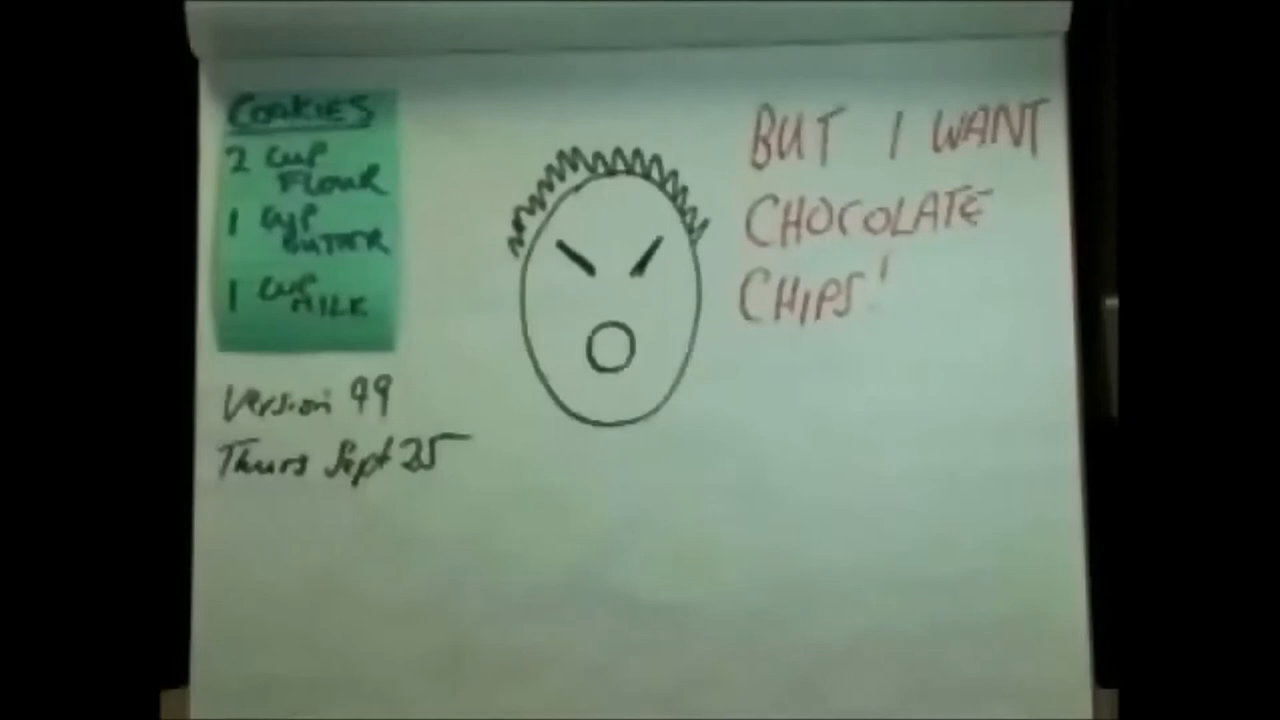 COOKIES
2 cup
FLOUR
1 cup
BUTTER
1 cup
MILK
Version 99
Thurs Sept 25
BUT I WANT
CHOCOLATE
CHIPS!